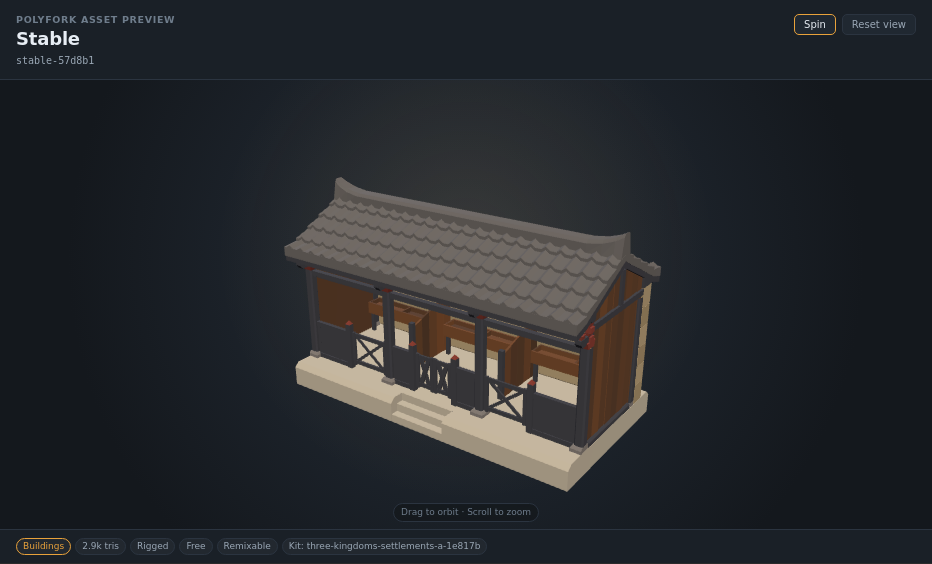 POLYFORK ASSET PREVIEW
Stable
stable-57d8b1
Spin
Reset view
Drag to orbit · Scroll to zoom
Buildings
2.9k tris
Rigged
Free
Remixable
Kit: three-kingdoms-settlements-a-1e817b